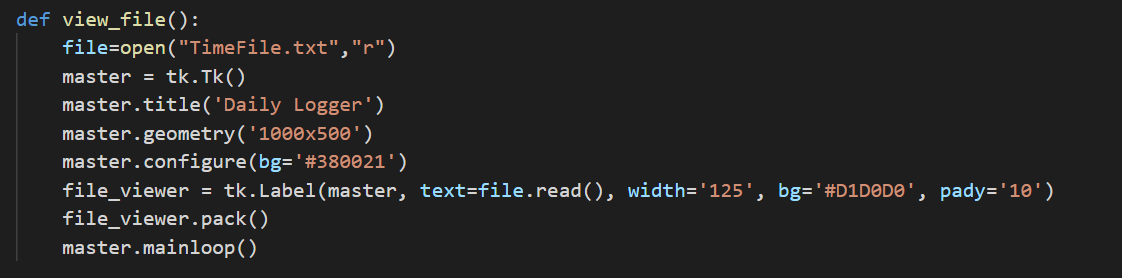 def view_file():
    file=open("TimeFile.txt","r")
    master = tk.Tk()
    master.title('Daily Logger')
    master.geometry('1000x500')
    master.configure(bg='#380021')
    file_viewer = tk.Label(master, text=file.read(), width='125', bg='#D1D0D0', pady='10')
    file_viewer.pack()
    master.mainloop()